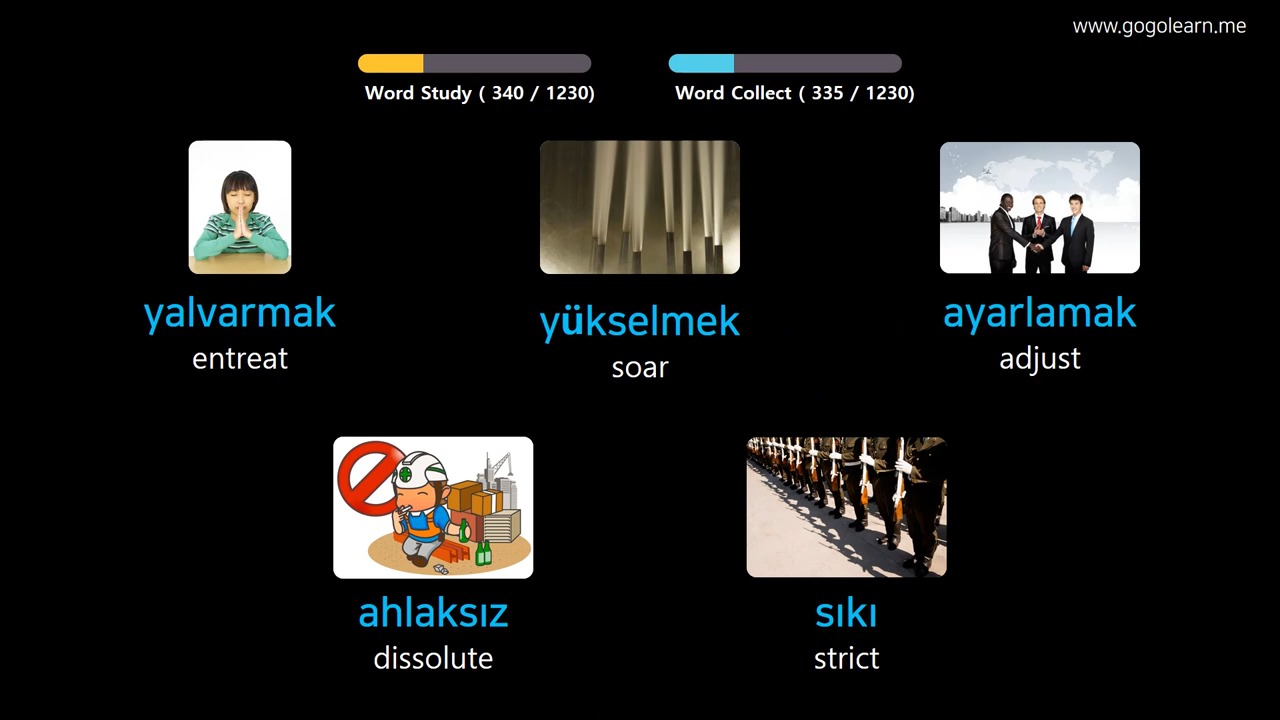 www.gogolearn.me
Word Study ( 340 / 1230)
Word Collect ( 335 / 1230)
yalvarmak
entreat
yükselmek
soar
ayarlamak
adjust
ahlaksız
dissolute
sıkı
strict